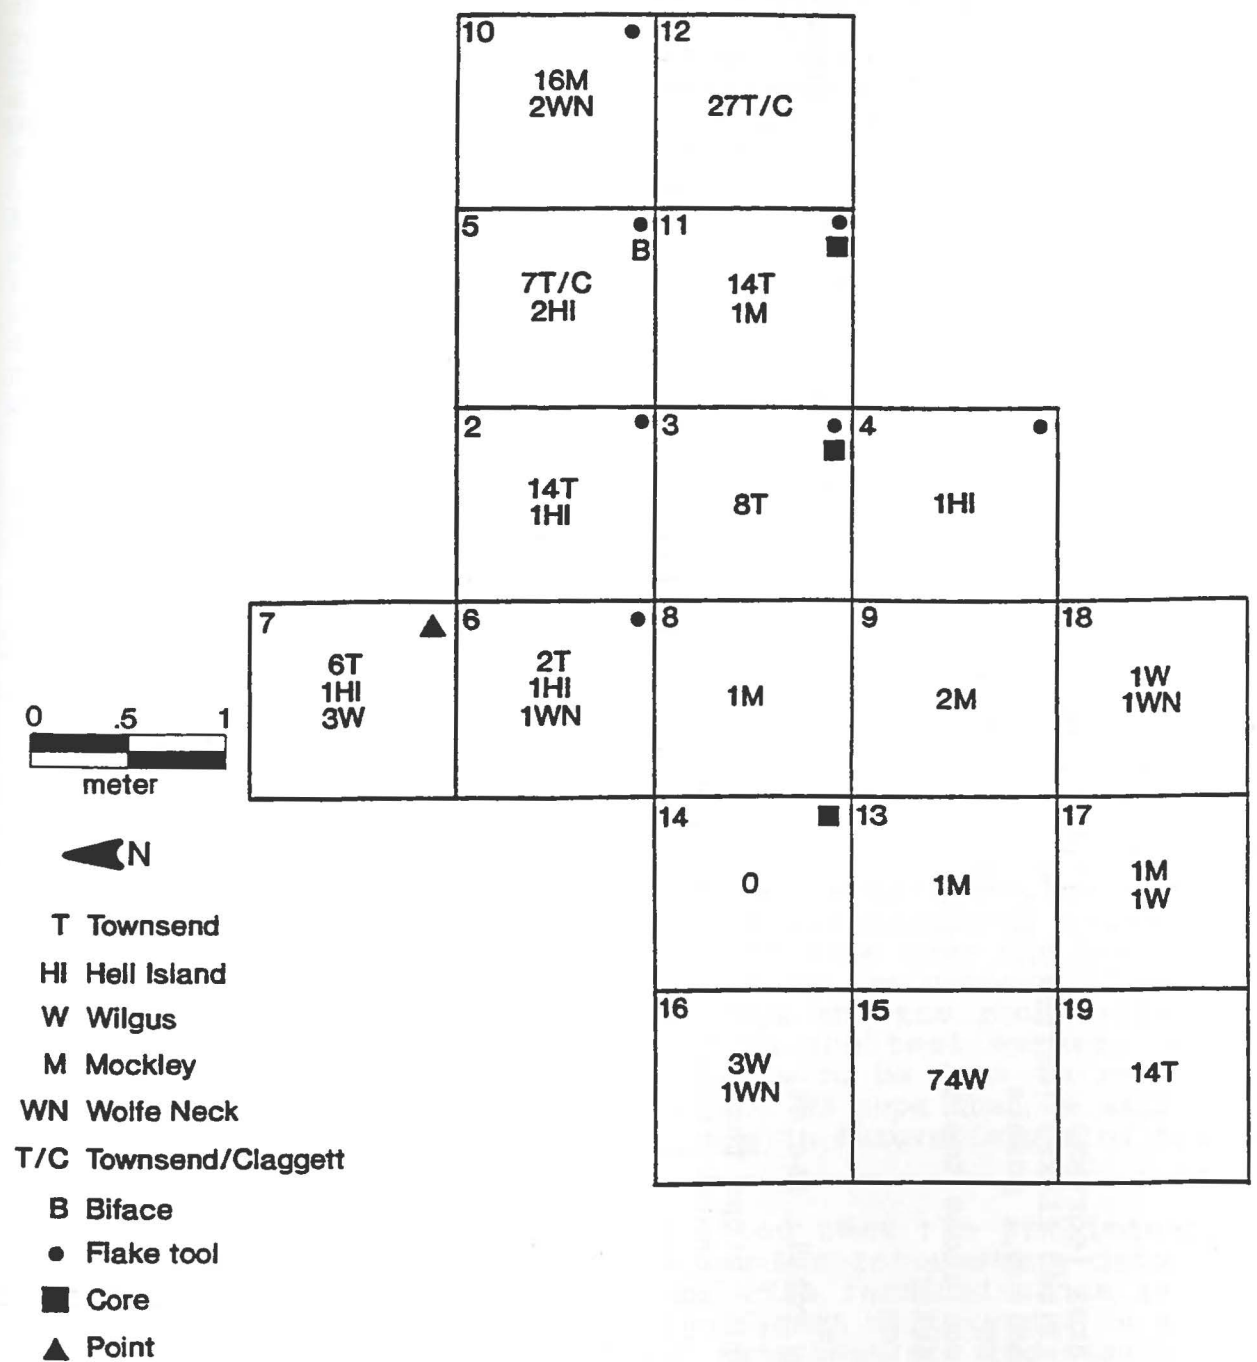 10
16M
2WN
12
27T/C
5
B
7T/C
2HI
11
14T
1M
2
14T
1HI
3
8T
4
1HI
7
6T
1HI
3W
6
2T
1HI
1WN
8
1M
9
2M
18
1W
1WN
0 .5 1
meter
N
14
0
13
1M
17
1M
1W
16
3W
1WN
15
74W
19
14T
T Townsend
HI Hell Island
W Wilgus
M Mockley
WN Wolfe Neck
T/C Townsend/Claggett
B Biface
Flake tool
Core
Point